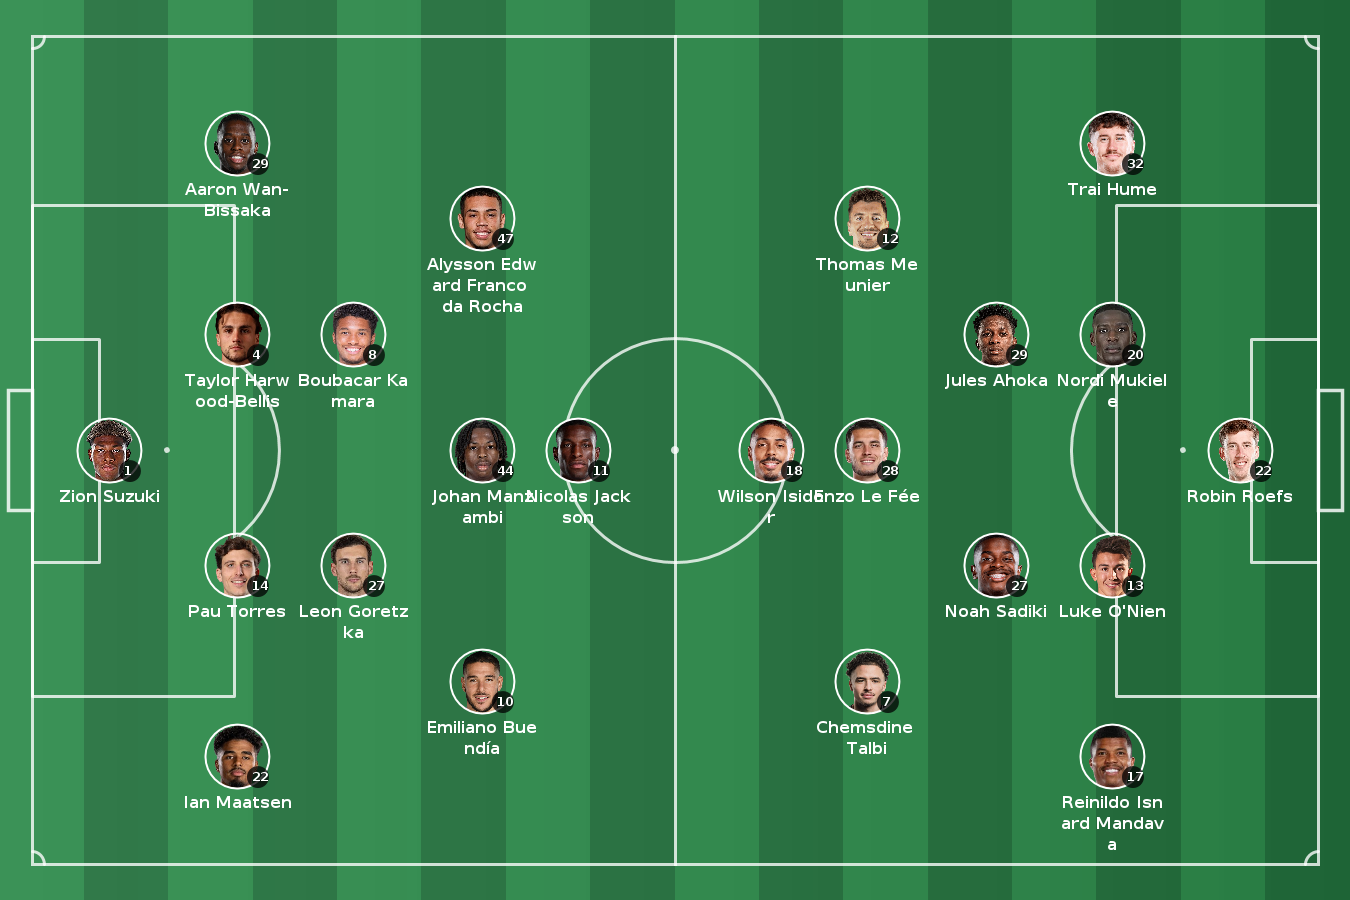 29
Aaron Wan-
Bissaka
32
Trai Hume
47
Alysson Edw
ard Franco
da Rocha
12
Thomas Me
unier
4
Taylor Harw
ood-Bellis
8
Boubacar Ka
mara
29
Jules Ahoka
20
Nordi Mukiel
e
1
Zion Suzuki
44
Johan Manz
ambi
11
Nicolas Jack
son
18
Wilson Isido
r
28
Enzo Le Fée
22
Robin Roefs
14
Pau Torres
27
Leon Goretz
ka
27
Noah Sadiki
13
Luke O'Nien
10
Emiliano Bue
ndía
7
Chemsdine
Talbi
22
Ian Maatsen
17
Reinildo Isn
ard Mandav
a